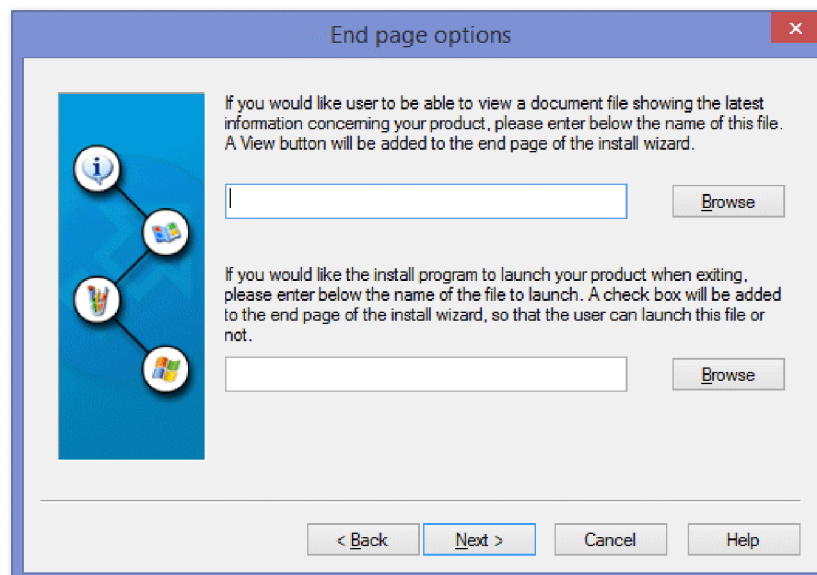 End page options
If you would like user to be able to view a document file showing the latest
information concerning your product, please enter below the name of this file.
A View button will be added to the end page of the install wizard.
Browse
If you would like the install program to launch your product when exiting,
please enter below the name of the file to launch. A check box will be added
to the end page of the install wizard, so that the user can launch this file or
not.
Browse
< Back Next > Cancel Help